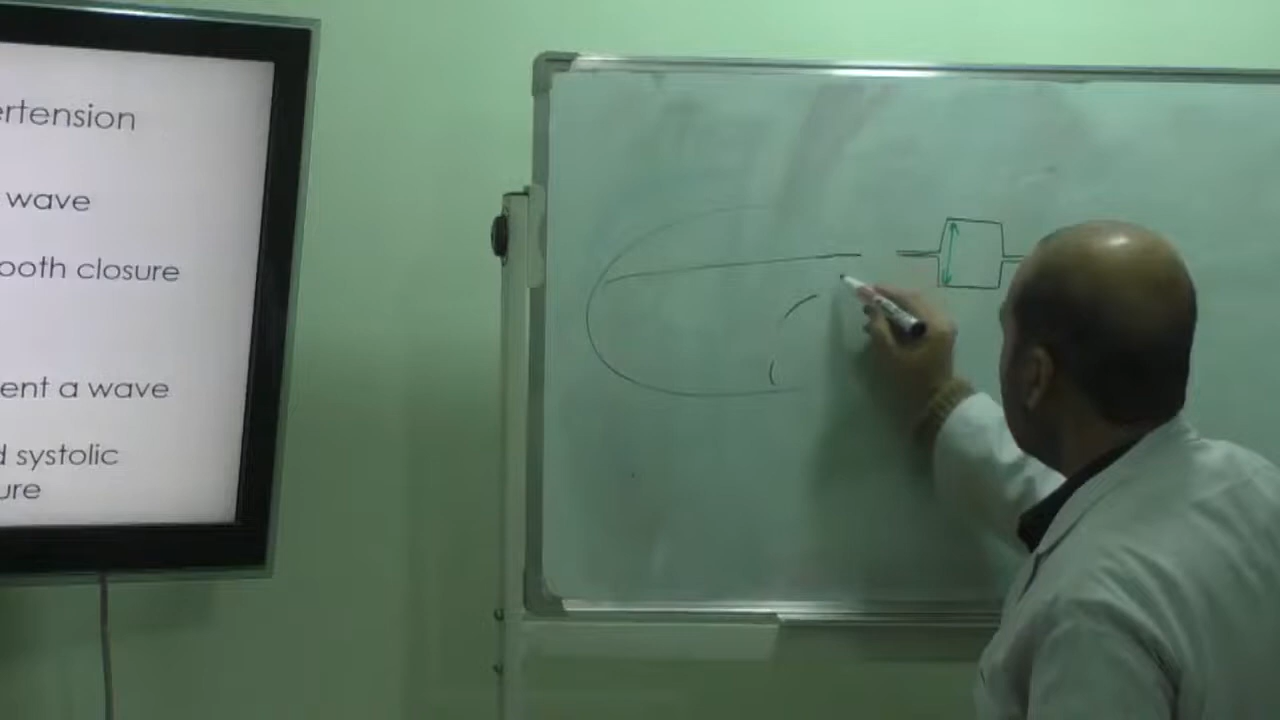 ertension
wave
ooth closure
ent a wave
d systolic
ure